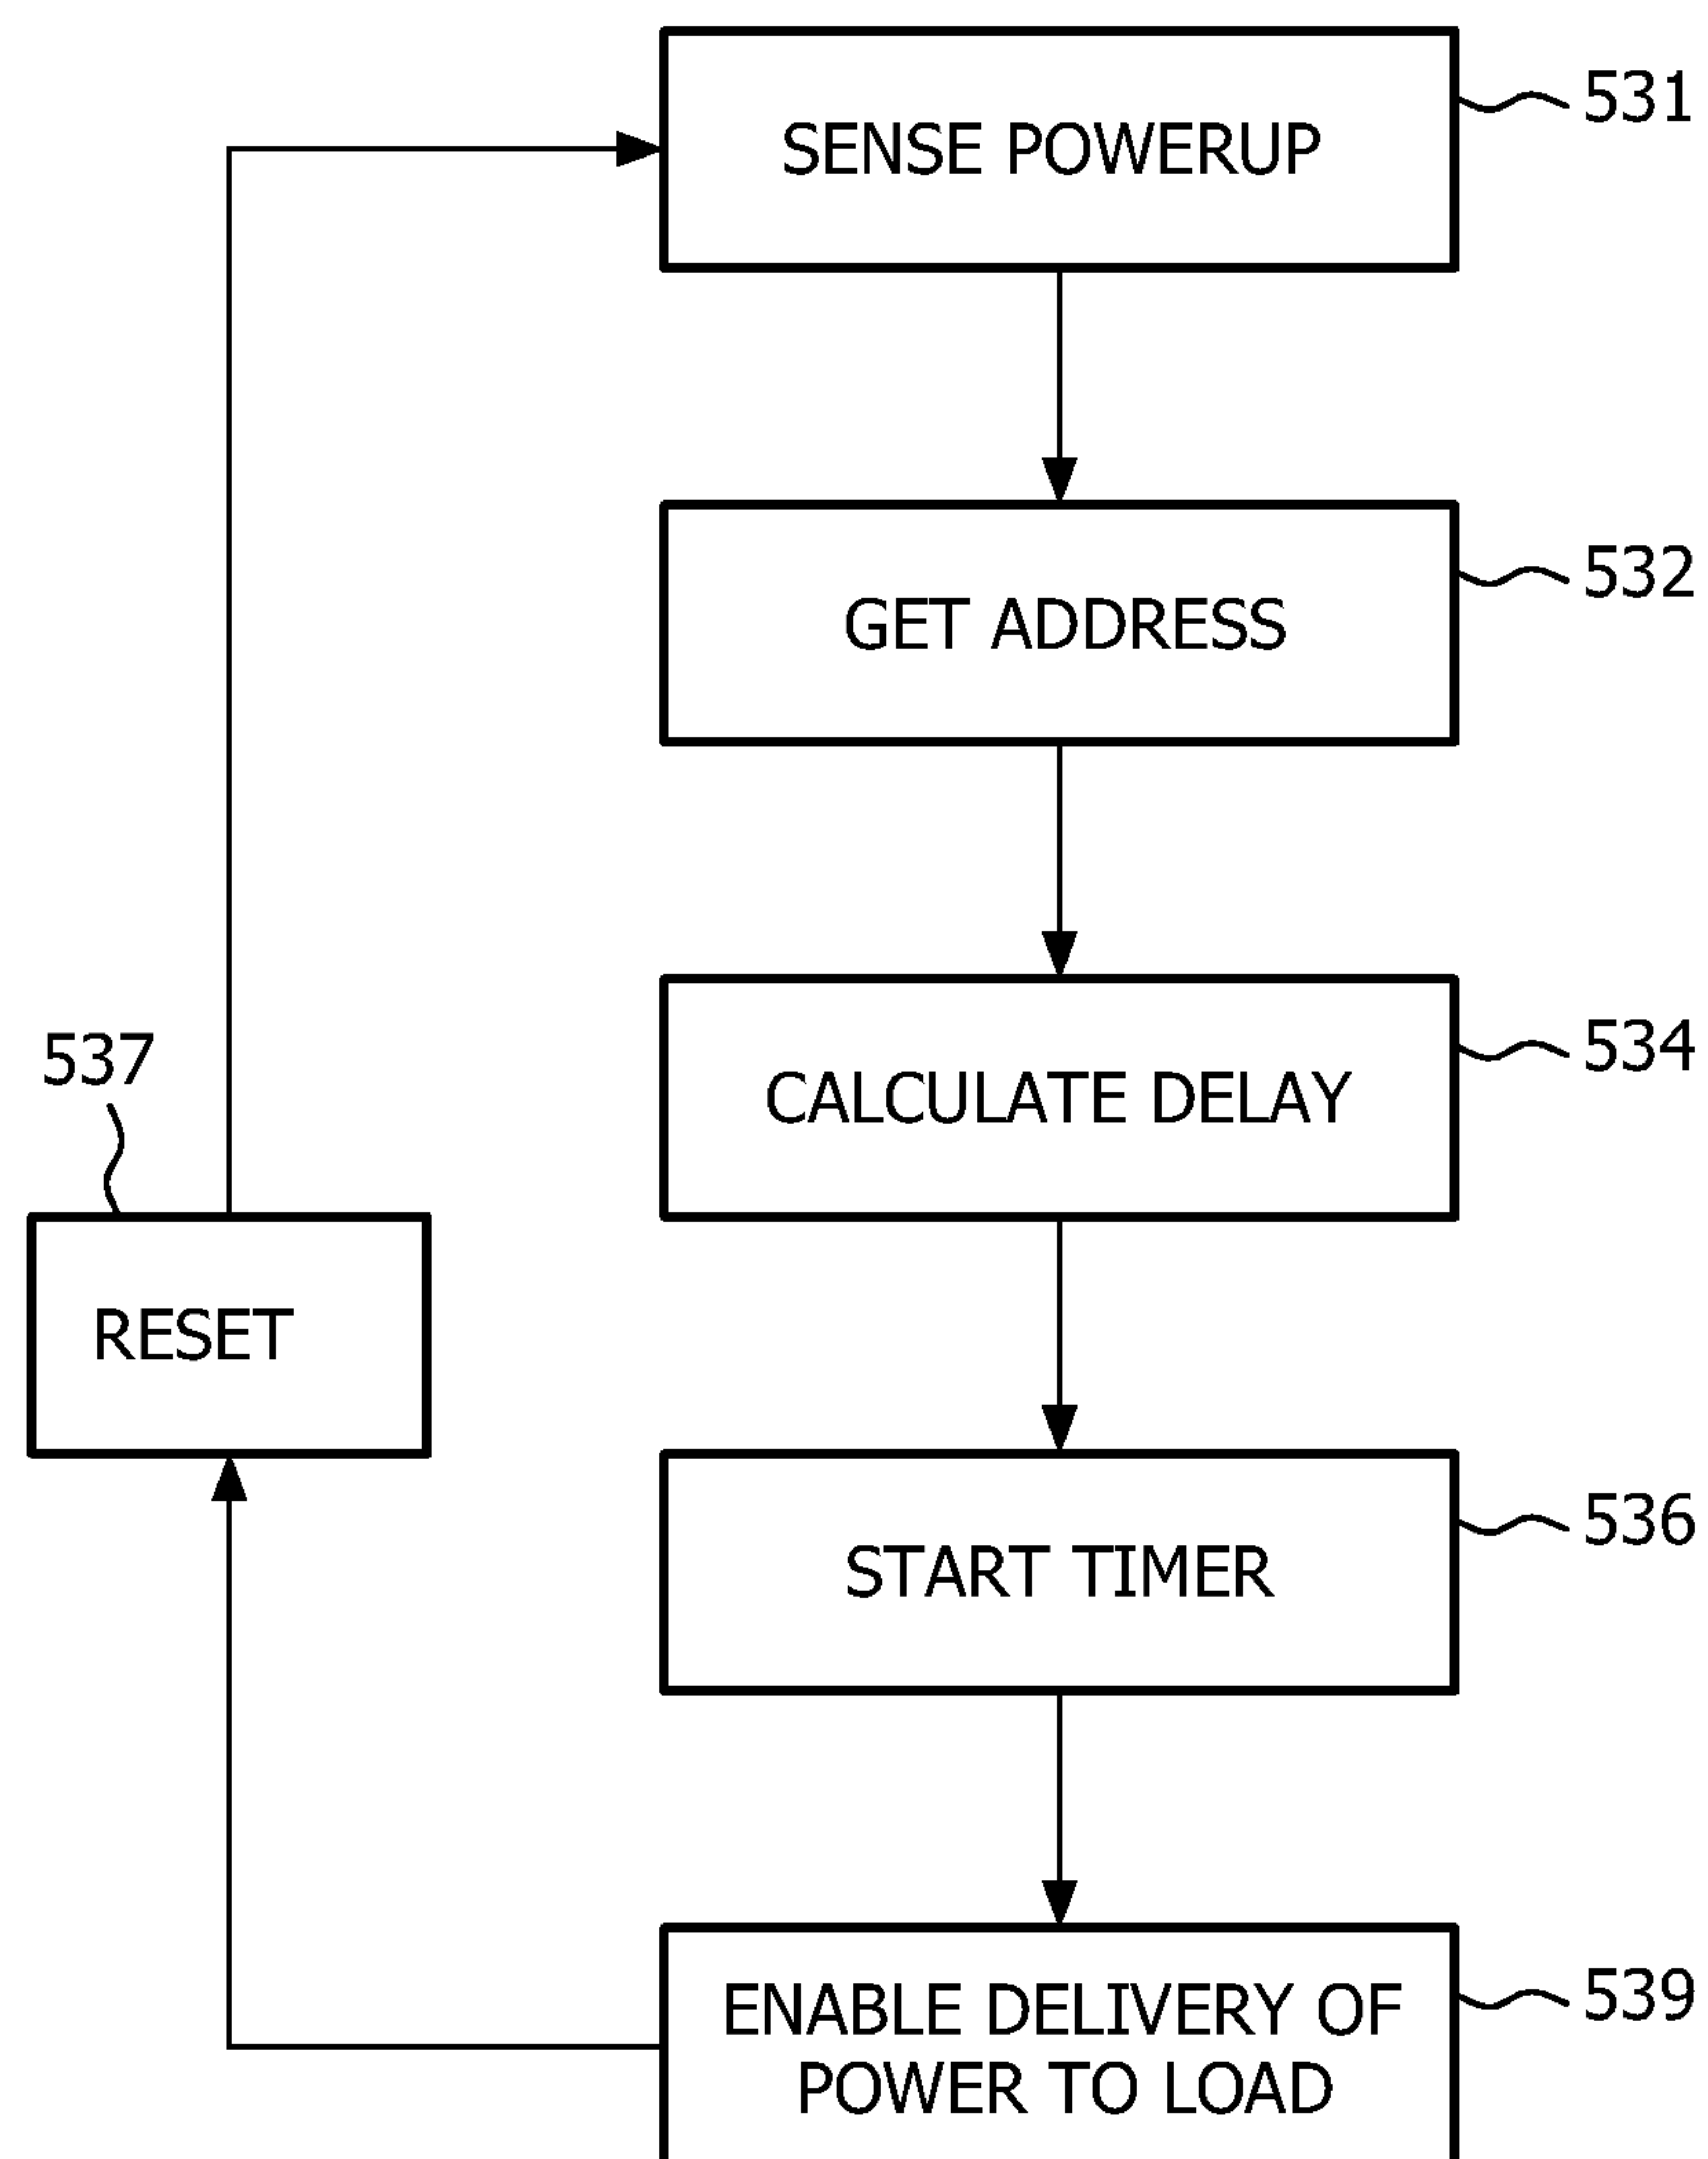 531
SENSE POWERUP
532
GET ADDRESS
534
CALCULATE DELAY
537
RESET
536
START TIMER
539
ENABLE DELIVERY OF
POWER TO LOAD